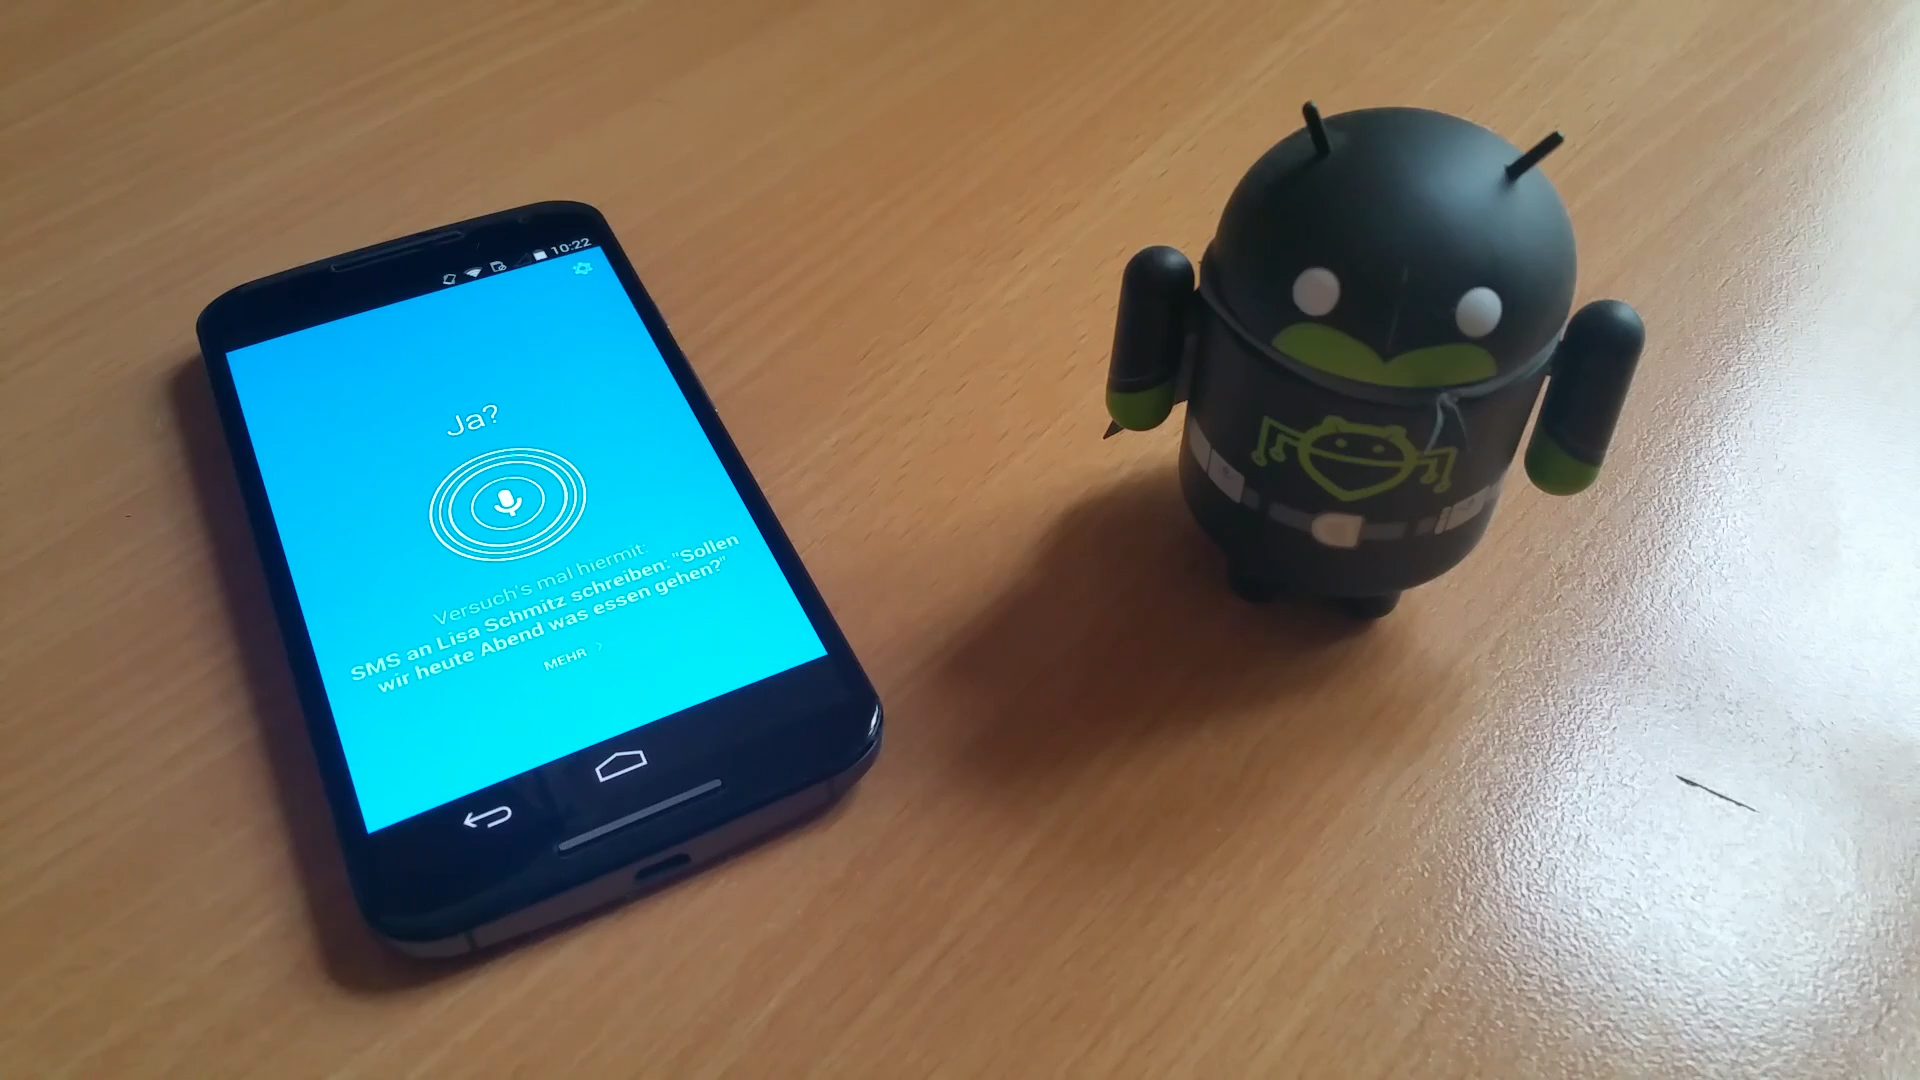 10:22
Ja?
Versuch's mal hiermit:
SMS an Lisa Schmitz schreiben: "Sollen
wir heute Abend was essen gehen?"
MEHR >